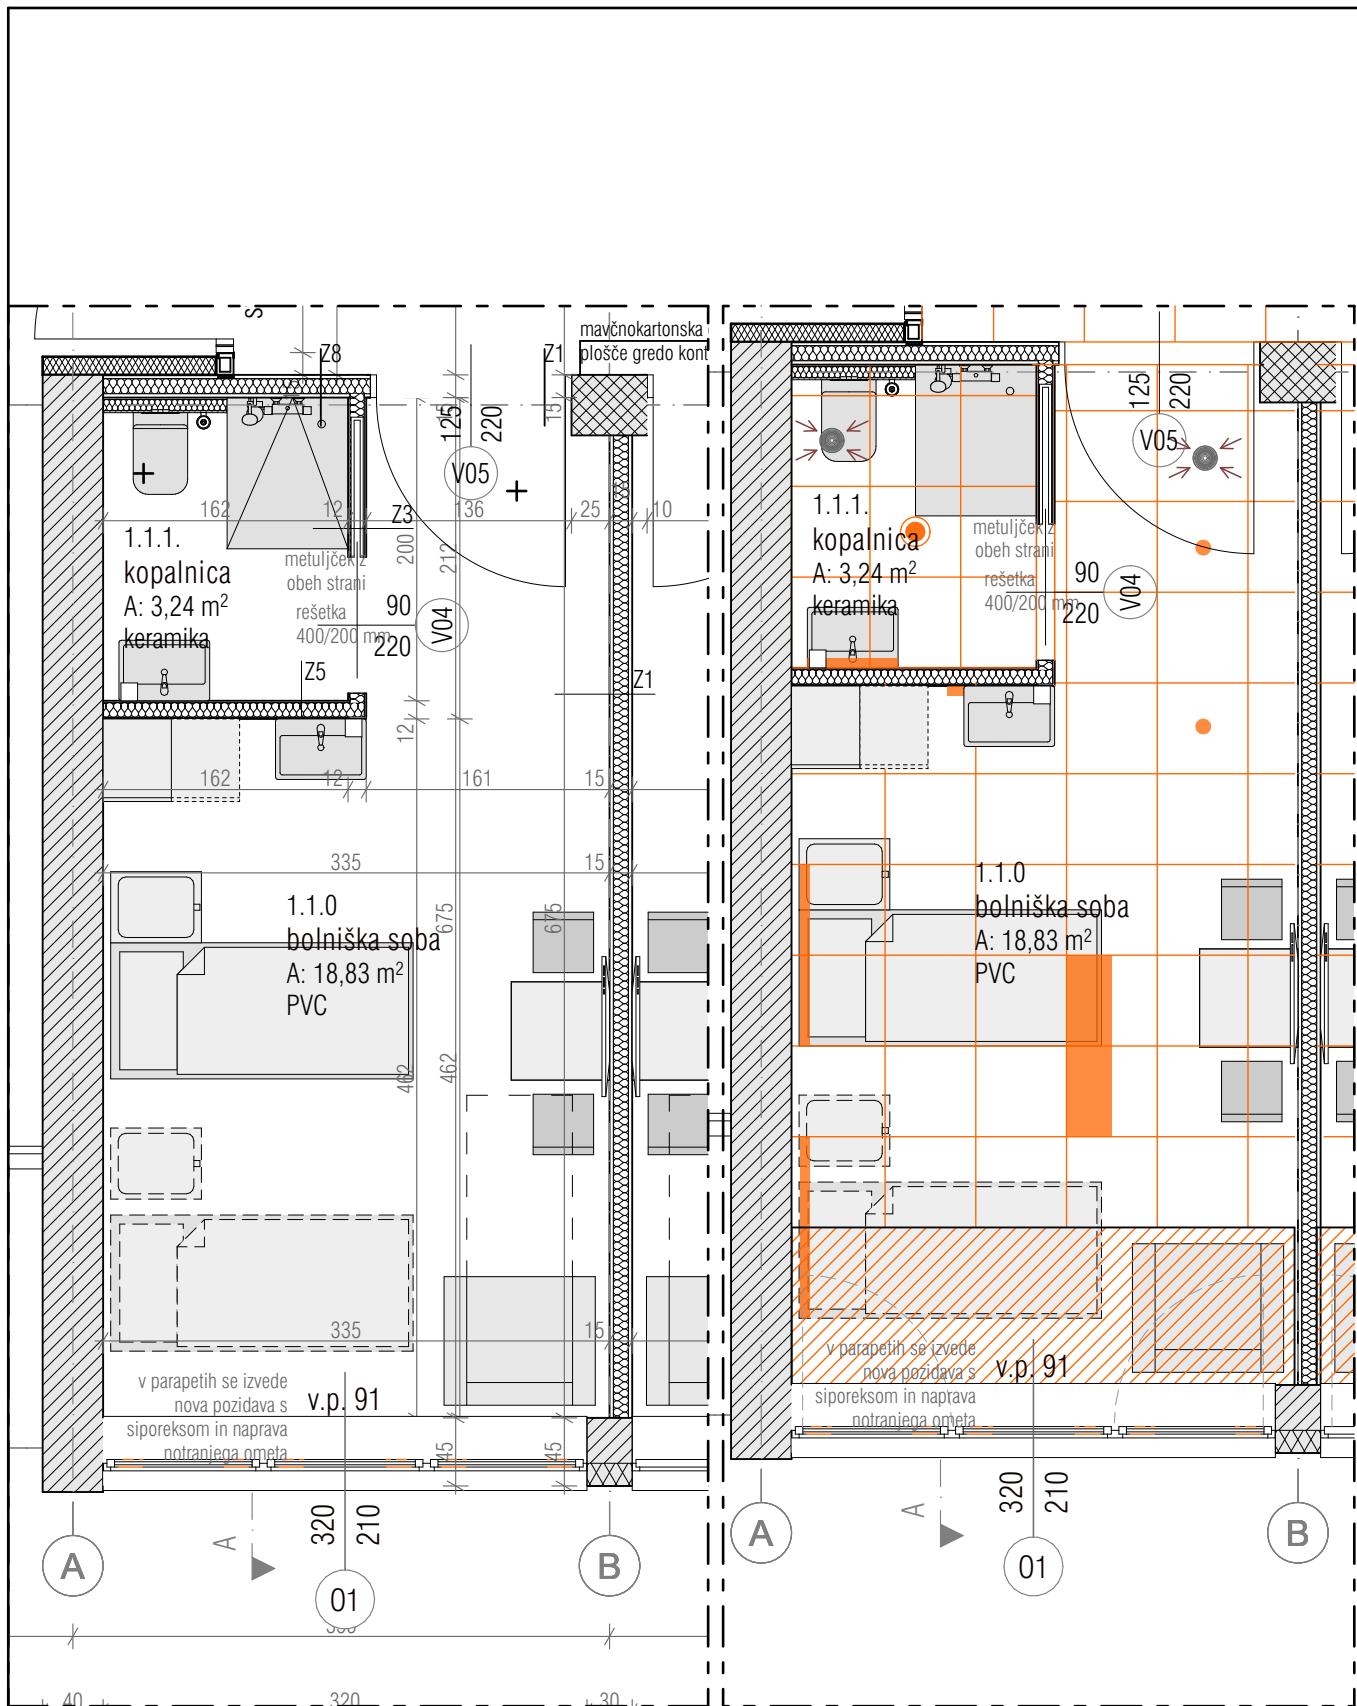 S
Z8
Z1
mavčnokartonska
plošče gredo kont
15
125
220
V05
162
12
Z3
136
25
10
1.1.1.
kopalnica
A: 3,24 m²
keramika
metuljček z
obeh strani
rešetka
400/200 mm
200
212
90
220
V04
Z5
Z1
12
162
12
161
15
335
15
1.1.0
bolniška soba
A: 18,83 m²
PVC
675
675
462
462
335
15
v parapetih se izvede
nova pozidava s
siporeksom in naprava
notranjega ometa
v.p. 91
45
45
320
210
A
A
B
01
40
320
30
125
220
V05
1.1.1.
kopalnica
A: 3,24 m²
keramika
metuljček z
obeh strani
rešetka
400/200 mm
90
220
V04
1.1.0
bolniška soba
A: 18,83 m²
PVC
v parapetih se izvede
nova pozidava s
siporeksom in naprava
notranjega ometa
v.p. 91
320
210
A
A
B
01